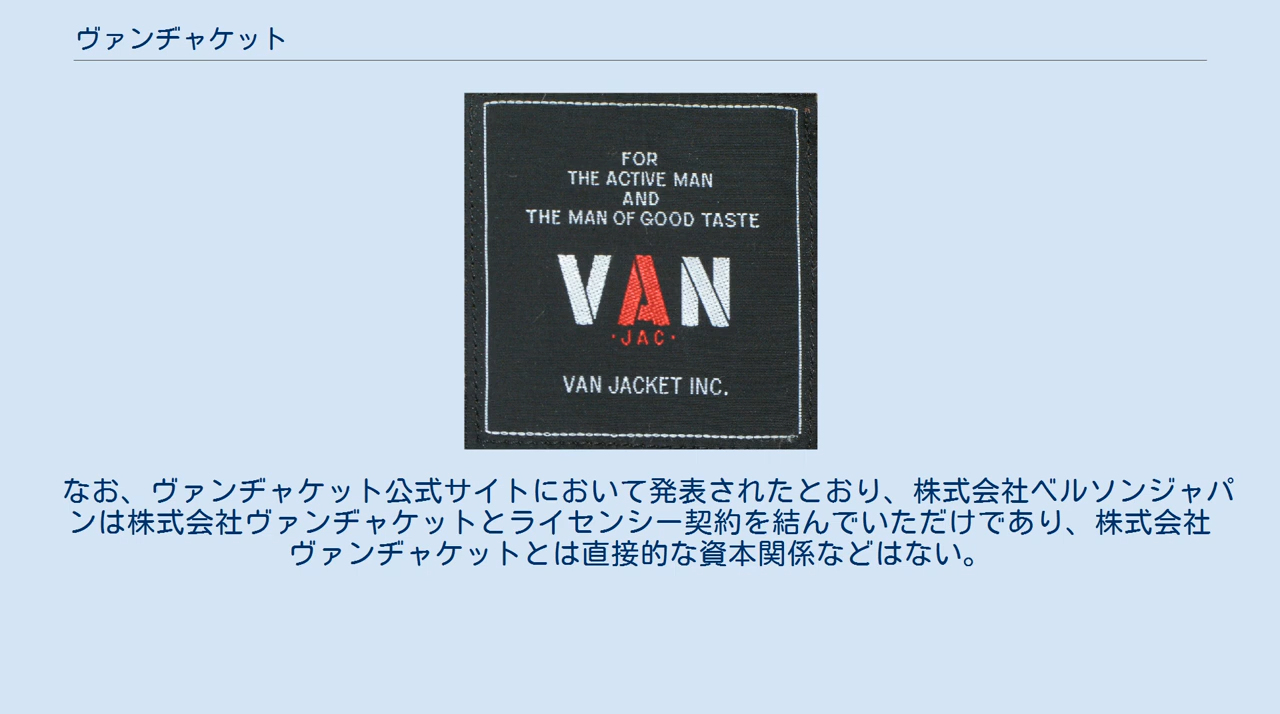 ヴァンヂャケット
FOR
THE ACTIVE MAN
AND
THE MAN OF GOOD TASTE
VAN
·JAC·
VAN JACKET INC.
なお、ヴァンヂャケット公式サイトにおいて発表されたとおり、株式会社ベルソンジャパ
ンは株式会社ヴァンヂャケットとライセンシー契約を結んでいただけであり、株式会社
ヴァンヂャケットとは直接的な資本関係などはない。